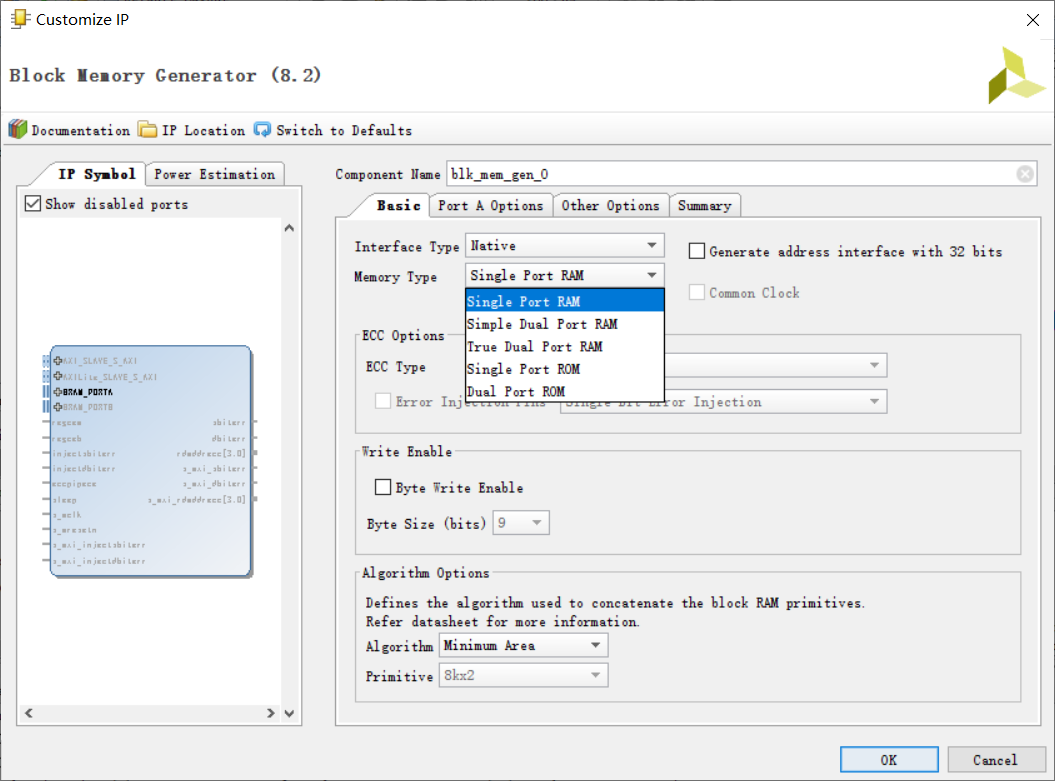 Customize IP
Block Memory Generator (8.2)
Documentation IP Location Switch to Defaults
IP Symbol Power Estimation
Show disabled ports
AXI_SLAVE_S_AXI
AXILite_SLAVE_S_AXI
BRAM_PORTA
BRAM_PORTB
regcea sbiterr
regceb dbiterr
injectsbiterr rdaddrecc[3:0]
injectdbiterr s_axi_sbiterr
eccpipece s_axi_dbiterr
sleep s_axi_rdaddrecc[3:0]
s_aclk
s_aresetn
s_axi_injectsbiterr
s_axi_injectdbiterr
Component Name blk_mem_gen_0
Basic Port A Options Other Options Summary
Interface Type Native Generate address interface with 32 bits
Memory Type Single Port RAM
Common Clock
Single Port RAM
Simple Dual Port RAM
True Dual Port RAM
Single Port ROM
Dual Port ROM
ECC Options
ECC Type
Error Injection Pins Single Bit Error Injection
Write Enable
Byte Write Enable
Byte Size (bits) 9
Algorithm Options
Defines the algorithm used to concatenate the block RAM primitives.
Refer datasheet for more information.
Algorithm Minimum Area
Primitive 8kx2
OK Cancel